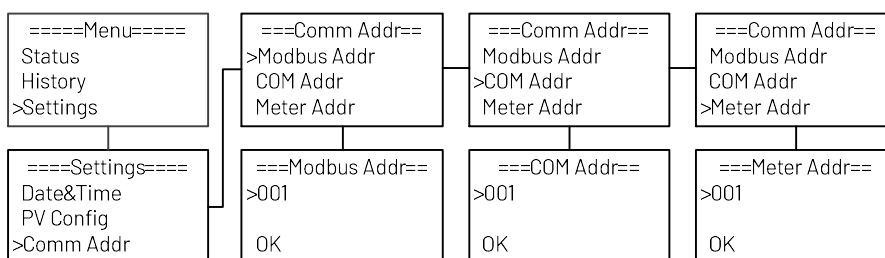 =====Menu=====
Status
History
>Settings
====Settings====
Date&Time
PV Config
>Comm Addr
===Comm Addr==
>Modbus Addr
COM Addr
Meter Addr
===Modbus Addr==
>001
OK
===Comm Addr==
Modbus Addr
>COM Addr
Meter Addr
===COM Addr==
>001
OK
===Comm Addr==
Modbus Addr
COM Addr
>Meter Addr
===Meter Addr==
>001
OK